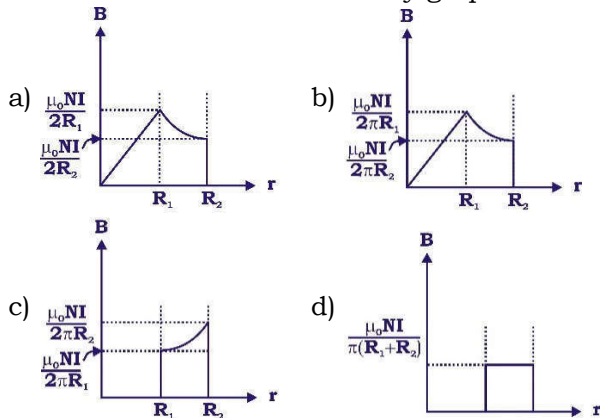 B
a) μ₀NI/2R₁
μ₀NI/2R₂
R₁ R₂ r
B
b) μ₀NI/2πR₁
μ₀NI/2πR₂
R₁ R₂ r
B
c) μ₀NI/2πR₂
μ₀NI/2πR₁
R₁ R₂ r
B
d) μ₀NI/π(R₁+R₂)
r